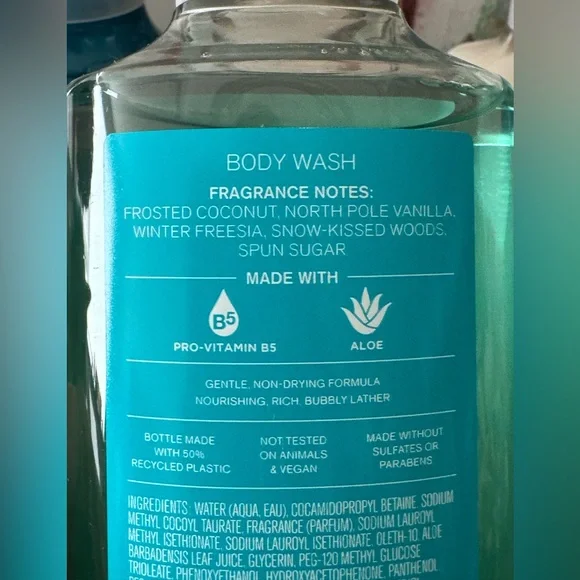 BODY WASH
FRAGRANCE NOTES:
FROSTED COCONUT, NORTH POLE VANILLA,
WINTER FREESIA, SNOW-KISSED WOODS,
SPUN SUGAR
MADE WITH
B5
PRO-VITAMIN B5
ALOE
GENTLE, NON-DRYING FORMULA
NOURISHING, RICH, BUBBLY LATHER
BOTTLE MADE
WITH 50%
RECYCLED PLASTIC
NOT TESTED
ON ANIMALS
& VEGAN
MADE WITHOUT
SULFATES OR
PARABENS
INGREDIENTS: WATER (AQUA, EAU), COCAMIDOPROPYL BETAINE, SODIUM
METHYL COCOYL TAURATE, FRAGRANCE (PARFUM), SODIUM LAUROYL
METHYL ISETHIONATE, SODIUM LAUROYL ISETHIONATE, OLETH-10, ALOE
BARBADENSIS LEAF JUICE, GLYCERIN, PEG-120 METHYL GLUCOSE
TRIOLEATE, PHENOXYETHANOL, HYDROXYACETOPHENONE, PANTHENOL,